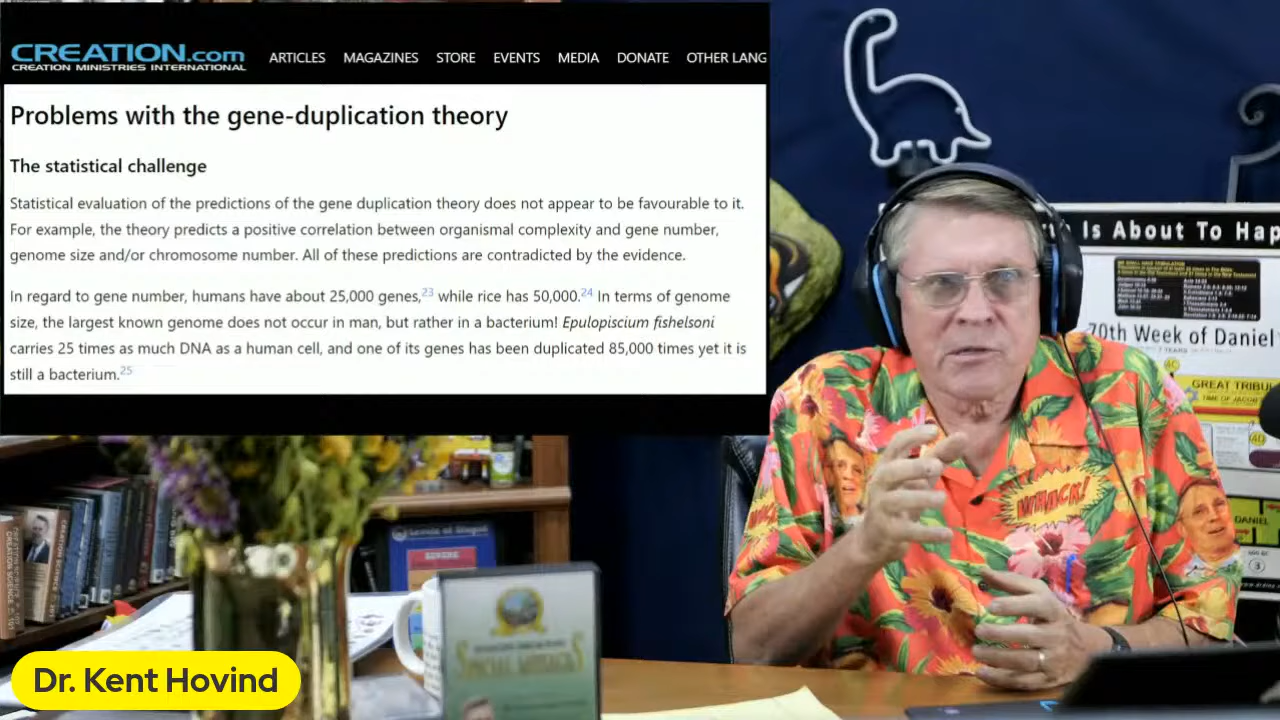 CREATION.com
CREATION MINISTRIES INTERNATIONAL
ARTICLES MAGAZINES STORE EVENTS MEDIA DONATE OTHER LANG
Problems with the gene-duplication theory
The statistical challenge
Statistical evaluation of the predictions of the gene duplication theory does not appear to be favourable to it.
For example, the theory predicts a positive correlation between organismal complexity and gene number,
genome size and/or chromosome number. All of these predictions are contradicted by the evidence.
In regard to gene number, humans have about 25,000 genes,23 while rice has 50,000.24 In terms of genome
size, the largest known genome does not occur in man, but rather in a bacterium! Epulopiscium fishelsoni
carries 25 times as much DNA as a human cell, and one of its genes has been duplicated 85,000 times yet it is
still a bacterium.25
Is About To Hap
70th Week of Daniel
GREAT TRIBUL
WHACK!
DANIEL
Dr. Kent Hovind